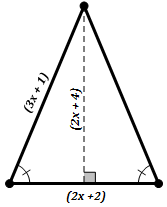 (3x + 1)
(2x + 4)
(2x +2)